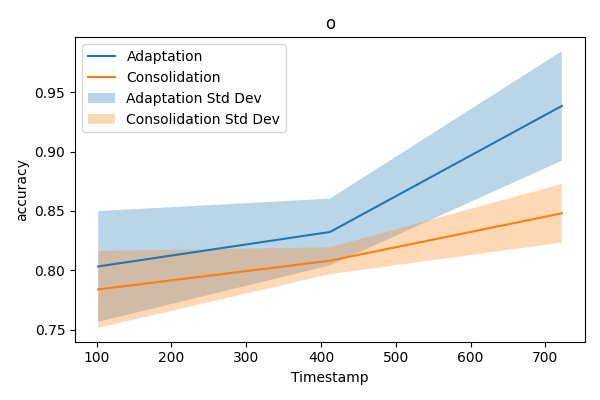 o
Adaptation
Consolidation
Adaptation Std Dev
Consolidation Std Dev
accuracy
0.95
0.90
0.85
0.80
0.75
100 200 300 400 500 600 700
Timestamp